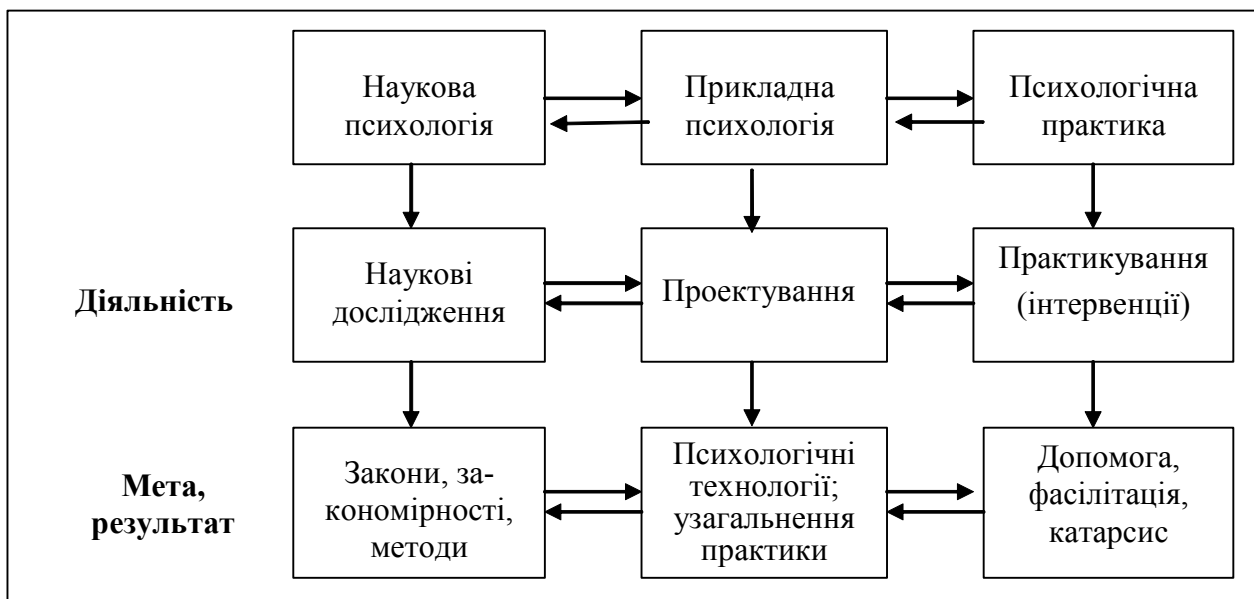 Наукова
психологія
Прикладна
психологія
Психологічна
практика
Діяльність
Наукові
дослідження
Проектування
Практикування
(інтервенції)
Мета,
результат
Закони, за-
кономірності,
методи
Психологічні
технології;
узагальнення
практики
Допомога,
фасілітація,
катарсис